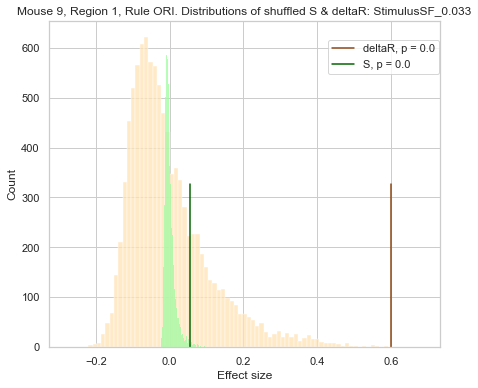 Mouse 9, Region 1, Rule ORI. Distributions of shuffled S & deltaR: StimulusSF_0.033
deltaR, p = 0.0
S, p = 0.0
600
500
400
300
200
100
0
Count
−0.2 0.0 0.2 0.4 0.6
Effect size